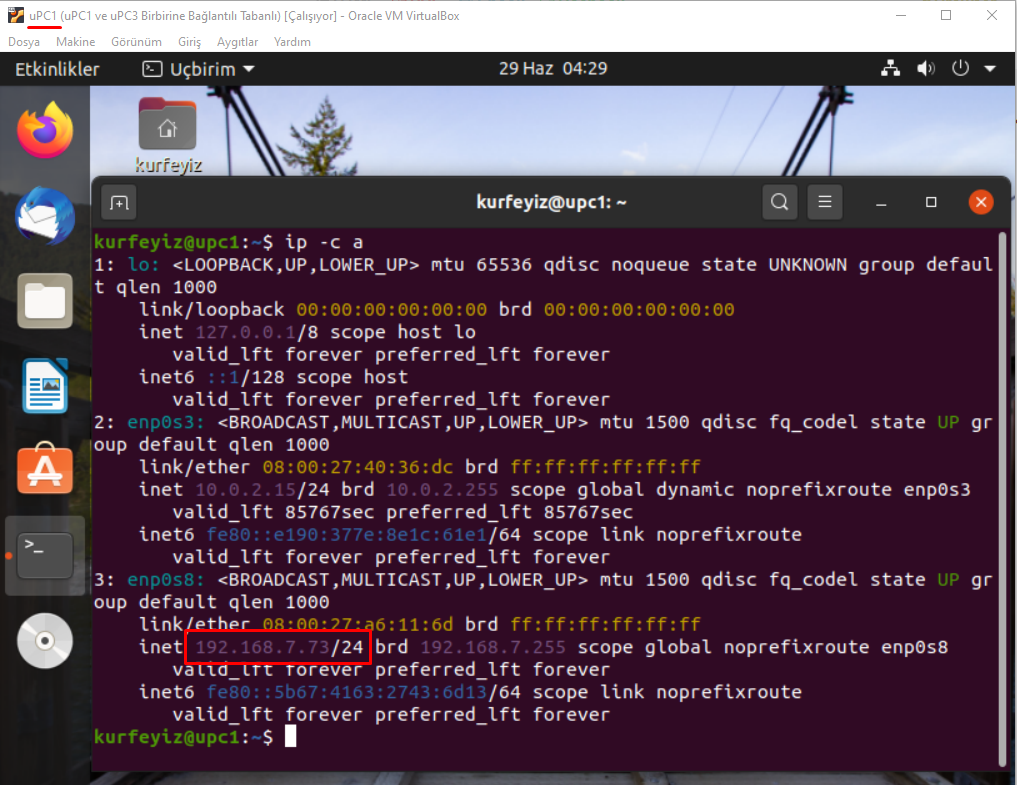 uPC1 (uPC1 ve uPC3 Birbirine Bağlantılı Tabanlı) [Çalışıyor] - Oracle VM VirtualBox
Dosya Makine Görünüm Giriş Aygıtlar Yardım
Etkinlikler Uçbirim 29 Haz 04:29
kurfeyiz
kurfeyiz@upc1: ~
kurfeyiz@upc1:~$ ip -c a
1: lo: <LOOPBACK,UP,LOWER_UP> mtu 65536 qdisc noqueue state UNKNOWN group defaul
t qlen 1000
    link/loopback 00:00:00:00:00:00 brd 00:00:00:00:00:00
    inet 127.0.0.1/8 scope host lo
       valid_lft forever preferred_lft forever
    inet6 ::1/128 scope host
       valid_lft forever preferred_lft forever
2: enp0s3: <BROADCAST,MULTICAST,UP,LOWER_UP> mtu 1500 qdisc fq_codel state UP gr
oup default qlen 1000
    link/ether 08:00:27:40:36:dc brd ff:ff:ff:ff:ff:ff
    inet 10.0.2.15/24 brd 10.0.2.255 scope global dynamic noprefixroute enp0s3
       valid_lft 85767sec preferred_lft 85767sec
    inet6 fe80::e190:377e:8e1c:61e1/64 scope link noprefixroute
       valid_lft forever preferred_lft forever
3: enp0s8: <BROADCAST,MULTICAST,UP,LOWER_UP> mtu 1500 qdisc fq_codel state UP gr
oup default qlen 1000
    link/ether 08:00:27:a6:11:6d brd ff:ff:ff:ff:ff:ff
    inet 192.168.7.73/24 brd 192.168.7.255 scope global noprefixroute enp0s8
       valid_lft forever preferred_lft forever
    inet6 fe80::5b67:4163:2743:6d13/64 scope link noprefixroute
       valid_lft forever preferred_lft forever
kurfeyiz@upc1:~$